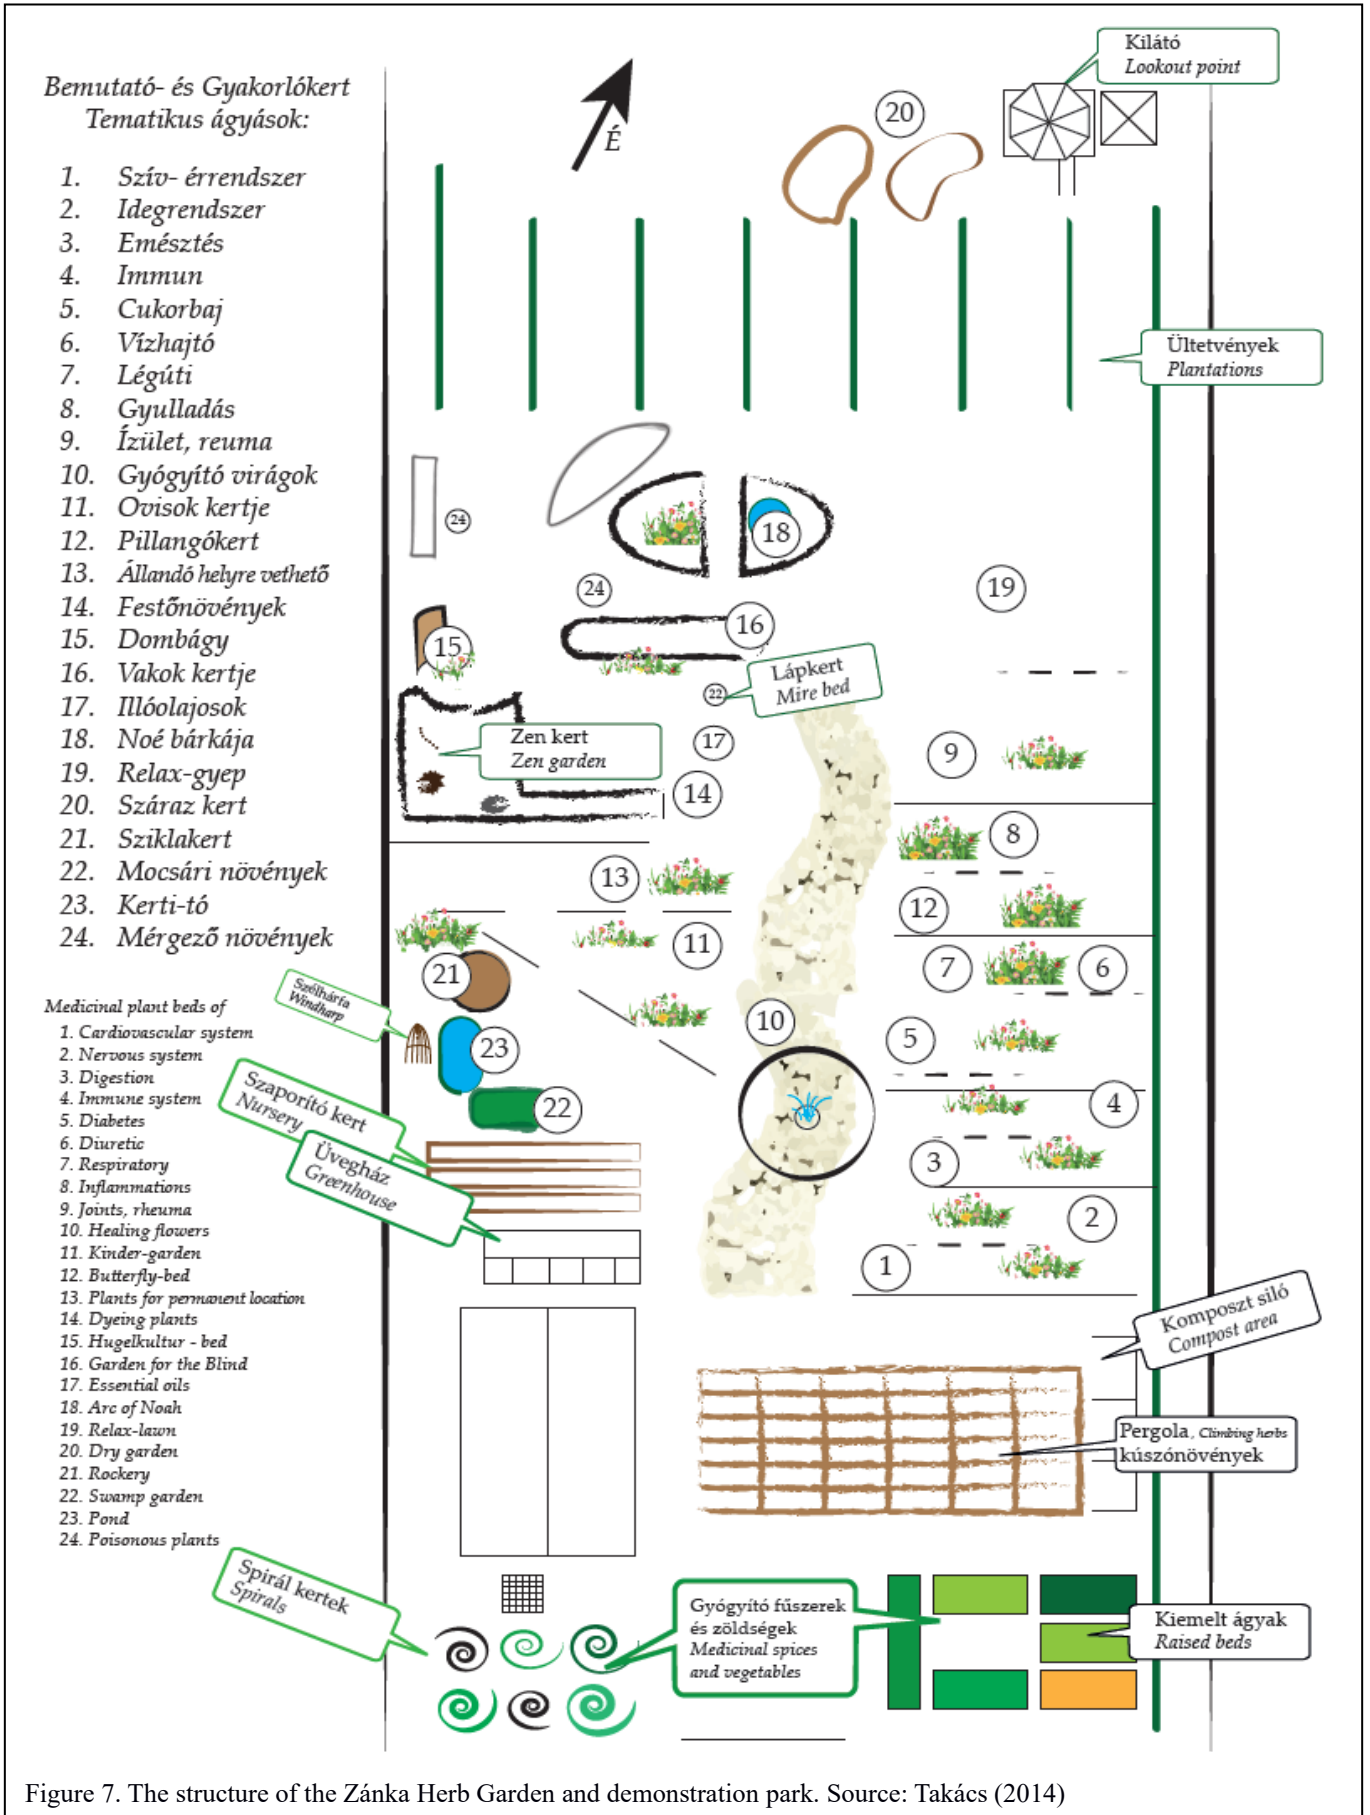 Bemutató- és Gyakorlókert
Tematikus ágyások:
1. Szív- érrendszer
2. Idegrendszer
3. Emésztés
4. Immun
5. Cukorbaj
6. Vízhajtó
7. Légúti
8. Gyulladás
9. Ízület, reuma
10. Gyógyító virágok
11. Ovisok kertje
12. Pillangókert
13. Állandó helyre vethető
14. Festőnövények
15. Dombágy
16. Vakok kertje
17. Illóolajosok
18. Noé bárkája
19. Relax-gyep
20. Száraz kert
21. Sziklakert
22. Mocsári növények
23. Kerti-tó
24. Mérgező növények
Medicinal plant beds of
1. Cardiovascular system
2. Nervous system
3. Digestion
4. Immune system
5. Diabetes
6. Diuretic
7. Respiratory
8. Inflammations
9. Joints, rheuma
10. Healing flowers
11. Kinder-garden
12. Butterfly-bed
13. Plants for permanent location
14. Dyeing plants
15. Hugelkultur - bed
16. Garden for the Blind
17. Essential oils
18. Arc of Noah
19. Relax-lawn
20. Dry garden
21. Rockery
22. Swamp garden
23. Pond
24. Poisonous plants
É
20
Kilátó
Lookout point
Ültetvények
Plantations
24
18
24
19
15
16
22
Lápkert
Mire bed
Zen kert
Zen garden
17
14
9
8
13
12
11
21
7
6
Szélhárfa
Windharp
10
23
5
22
4
Szaporító kert
Nursery
Üvegház
Greenhouse
3
2
1
Komposzt siló
Compost area
Pergola, Climbing herbs
kúszónövények
Spirál kertek
Spirals
Gyógyító fűszerek
és zöldségek
Medicinal spices
and vegetables
Kiemelt ágyak
Raised beds
Figure 7. The structure of the Zánka Herb Garden and demonstration park. Source: Takács (2014)